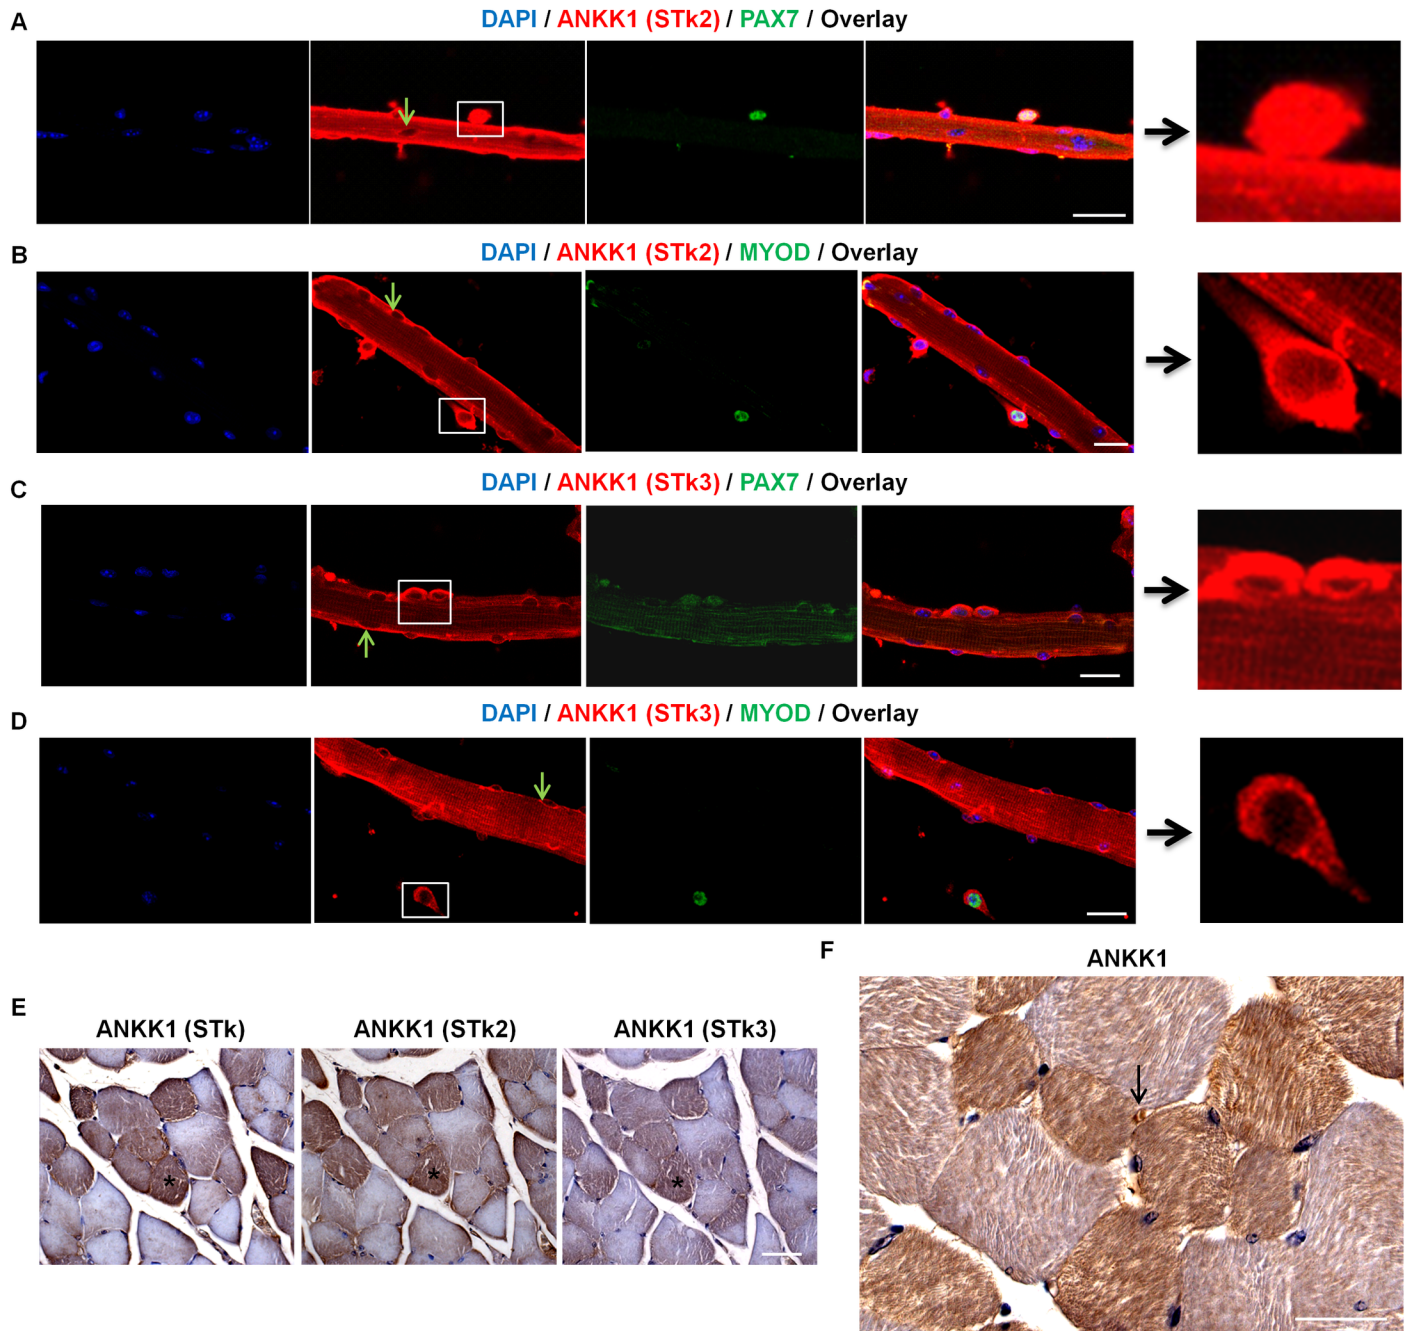 A
DAPI / ANKK1 (STk2) / PAX7 / Overlay
B
DAPI / ANKK1 (STk2) / MYOD / Overlay
C
DAPI / ANKK1 (STk3) / PAX7 / Overlay
D
DAPI / ANKK1 (STk3) / MYOD / Overlay
E
ANKK1 (STk) ANKK1 (STk2) ANKK1 (STk3)
*
*
*
F
ANKK1